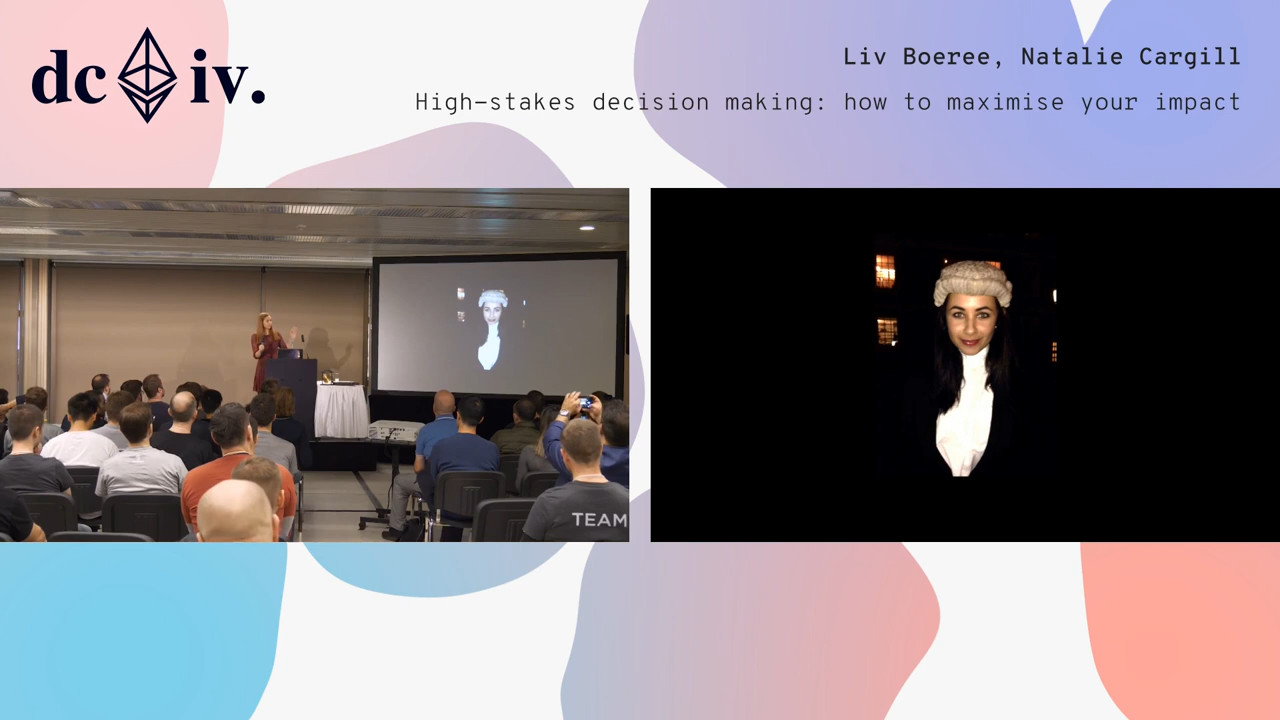 dc iv.
Liv Boeree, Natalie Cargill
High-stakes decision making: how to maximise your impact
TEAM